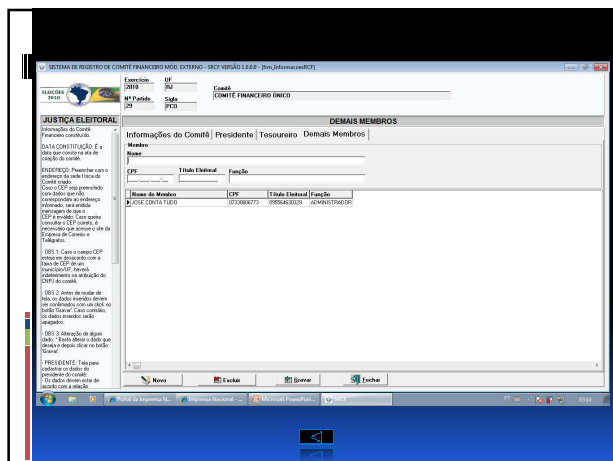 SISTEMA DE REGISTRO DE COMITÊ FINANCEIRO MÓD. EXTERNO - SRCF VERSÃO 1.0.0.0 - [frm_InformacoesRCF]
ELEIÇÕES
2010
Exercício UF
2010 RJ
Comitê
COMITÊ FINANCEIRO ÚNICO
Nº Partido Sigla
29 PCO
JUSTIÇA ELEITORAL
DEMAIS MEMBROS
Informações do Comitê
Financeiro constituído.
DATA CONSTITUIÇÃO: É a
data que consta na ata de
criação do comitê.
ENDEREÇO: Preencher com o
endereço da sede física do
Comitê criado.
Caso o CEP seja preenchido
com dados que não
correspondam ao endereço
informado, será emitida
mensagem de que o
CEP é inválido. Caso queira
consultar o CEP correto, é
necessário que acesse o site da
Empresa de Correios e
Telégrafos.
- OBS 1: Caso o campo CEP
esteja em desacordo com a
faixa de CEP de um
município/UF, haverá
indeferimento na atribuição do
CNPJ do comitê.
- OBS 2: Antes de mudar de
tela, os dados inseridos devem
ser confirmados com um click no
botão 'Gravar'. Caso contrário,
os dados inseridos serão
apagados.
- OBS 3: Alteração de algum
dado: * Basta alterar o dado que
deseja e depois clicar no botão
'Gravar'.
- PRESIDENTE: Tela para
cadastrar os dados do
presidente do comitê.
- Os dados devem estar de
acordo com a relação
Informações do Comitê Presidente Tesoureiro Demais Membros
Membro
Nome
CPF Título Eleitoral Função
Nome do Membro CPF Título Eleitoral Função
JOSE CONTA TUDO 07330806773 095564630329 ADMINISTRADOR
Novo Excluir Gravar Fechar
Portal da Imprensa N... Imprensa Nacional - ... Microsoft PowerPoin... SRCF
PT 03:14